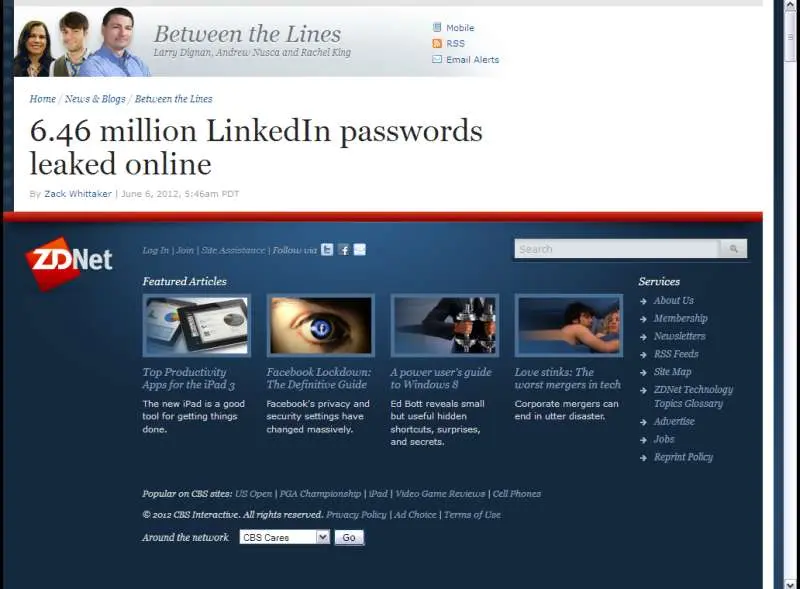 Between the Lines
Larry Dignan, Andrew Nusca and Rachel King
Mobile
RSS
Email Alerts
Home / News & Blogs / Between the Lines
6.46 million LinkedIn passwords
leaked online
By Zack Whittaker | June 6, 2012, 5:46am PDT
ZDNet
Log In | Join | Site Assistance | Follow via
Search
Featured Articles
Top Productivity
Apps for the iPad 3
The new iPad is a good
tool for getting things
done.
Facebook Lockdown:
The Definitive Guide
Facebook's privacy and
security settings have
changed massively.
A power user's guide
to Windows 8
Ed Bott reveals small
but useful hidden
shortcuts, surprises,
and secrets.
Love stinks: The
worst mergers in tech
Corporate mergers can
end in utter disaster.
Services
About Us
Membership
Newsletters
RSS Feeds
Site Map
ZDNet Technology
Topics Glossary
Advertise
Jobs
Reprint Policy
Popular on CBS sites: US Open | PGA Championship | iPad | Video Game Reviews | Cell Phones
© 2012 CBS Interactive. All rights reserved. Privacy Policy | Ad Choice | Terms of Use
Around the network CBS Cares Go